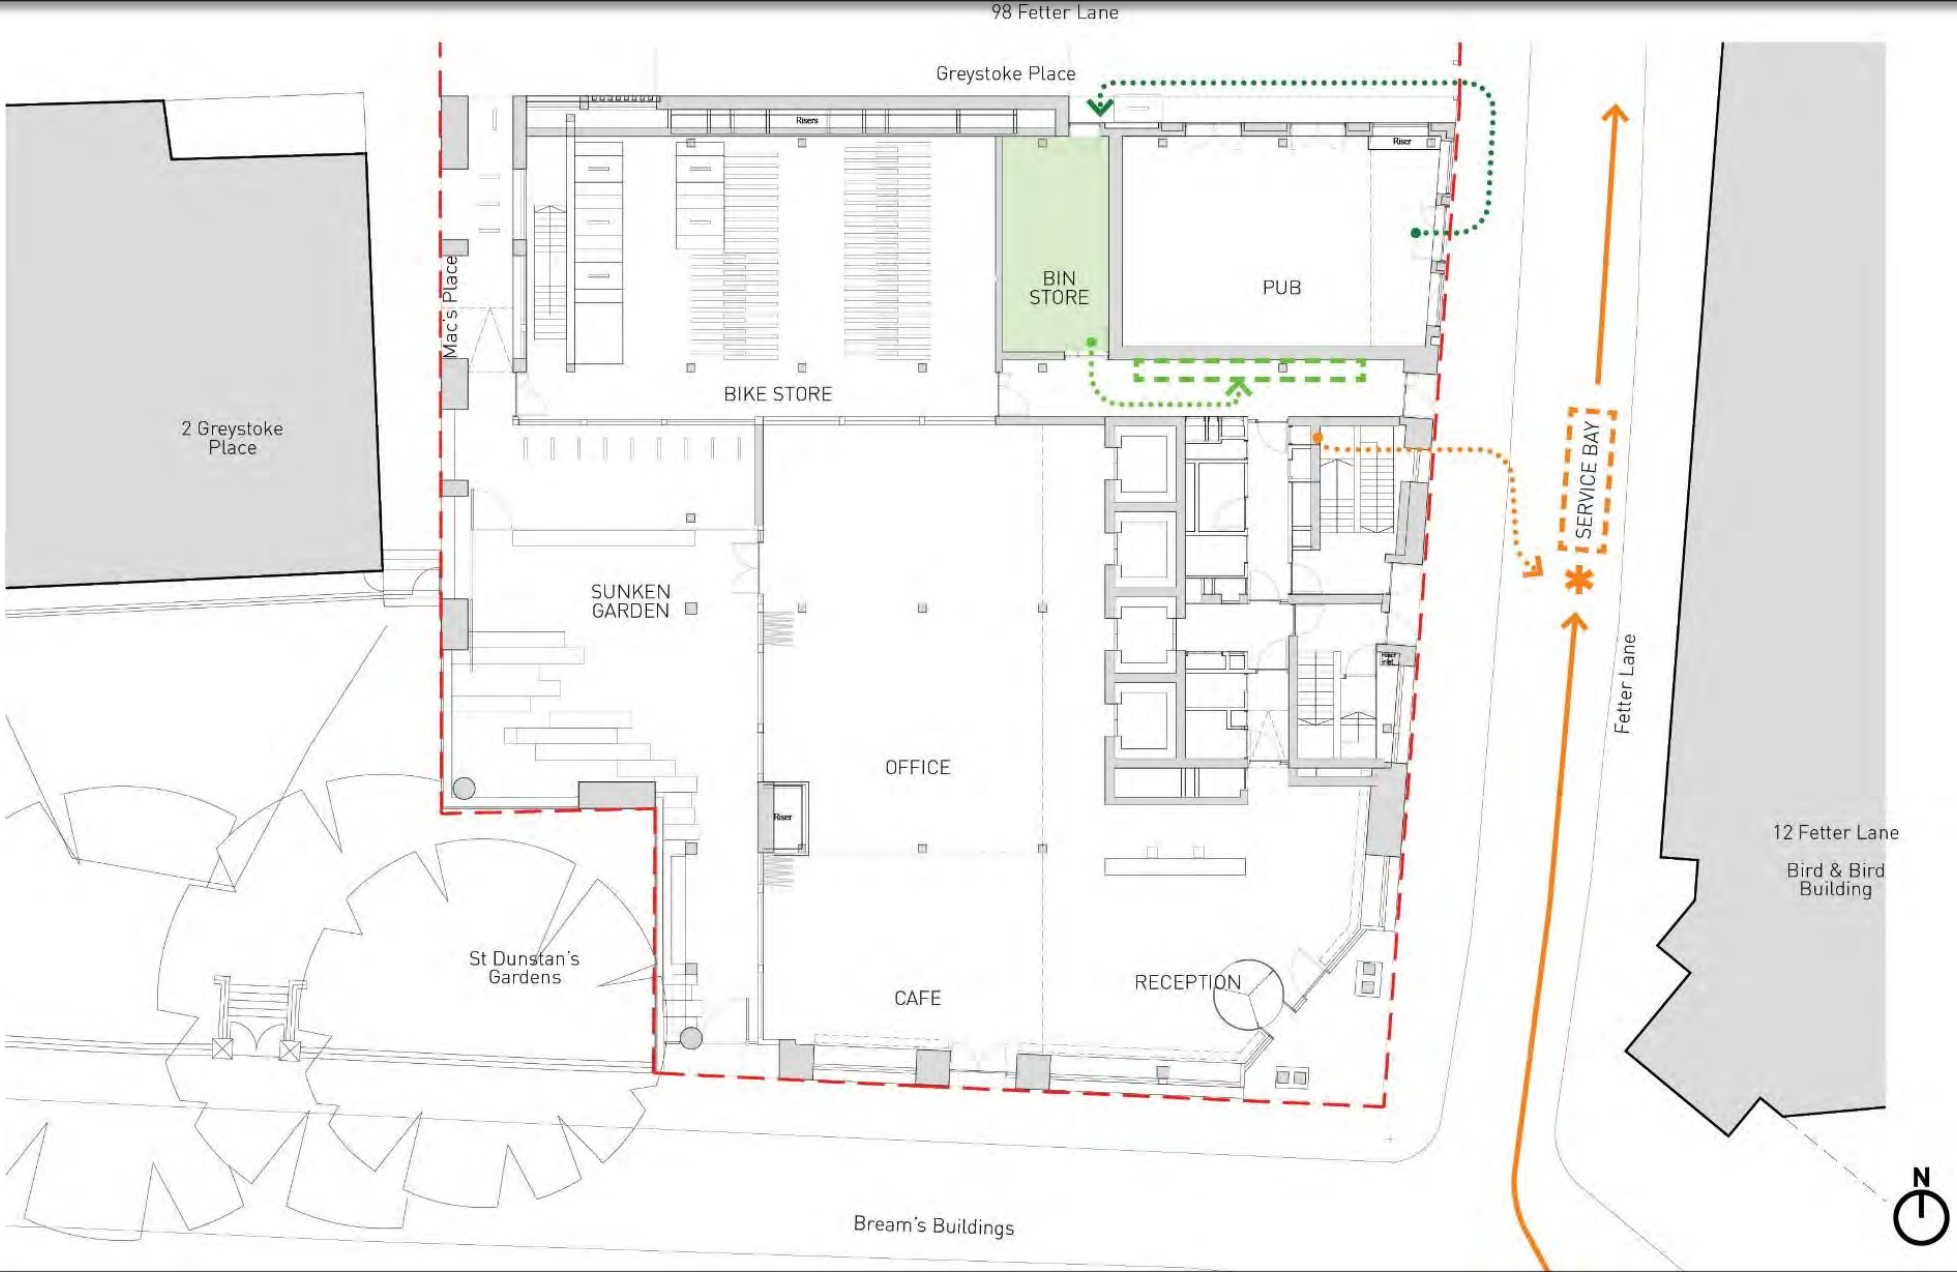 98 Fetter Lane
Greystoke Place
Risers
Riser
BIN
STORE
PUB
Mac's Place
BIKE STORE
2 Greystoke
Place
SERVICE BAY
SUNKEN
GARDEN
Fetter Lane
OFFICE
Riser
12 Fetter Lane
Bird & Bird
Building
St Dunstan's
Gardens
RECEPTION
CAFE
Bream's Buildings
N